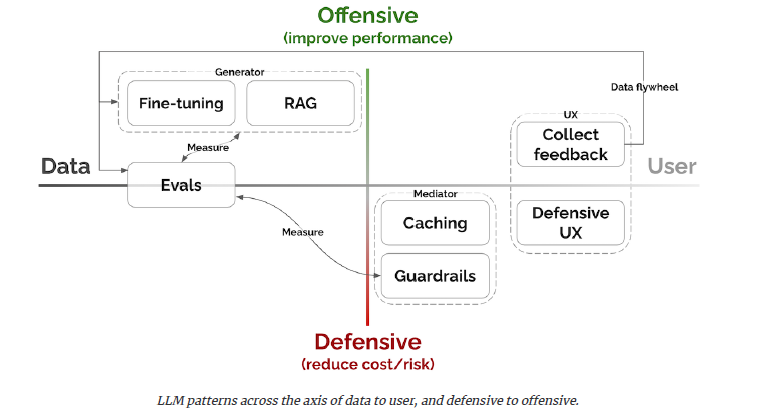 Offensive
(improve performance)
Generator
Data flywheel
Fine-tuning
RAG
UX
Collect
feedback
Measure
Data
User
Evals
Mediator
Caching
Defensive
UX
Measure
Guardrails
Defensive
(reduce cost/risk)
LLM patterns across the axis of data to user, and defensive to offensive.